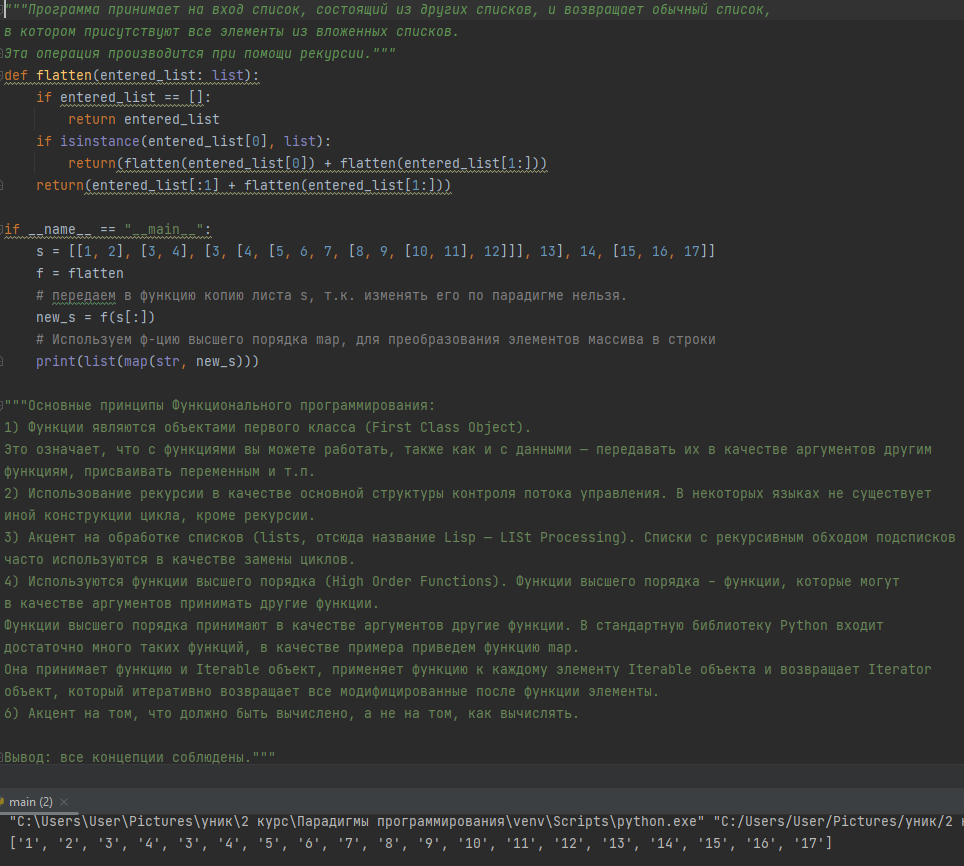 """Программа принимает на вход список, состоящий из других списков, и возвращает обычный список,
в котором присутствуют все элементы из вложенных списков.
Эта операция производится при помощи рекурсии."""
def flatten(entered_list: list):
    if entered_list == []:
        return entered_list
    if isinstance(entered_list[0], list):
        return(flatten(entered_list[0]) + flatten(entered_list[1:]))
    return(entered_list[:1] + flatten(entered_list[1:]))
if __name__ == "__main__":
    s = [[1, 2], [3, 4], [3, [4, [5, 6, 7, [8, 9, [10, 11], 12]]], 13], 14, [15, 16, 17]]
    f = flatten
    # передаем в функцию копию листа s, т.к. изменять его по парадигме нельзя.
    new_s = f(s[:])
    # Используем ф-цию высшего порядка map, для преобразования элементов массива в строки
    print(list(map(str, new_s)))
"""Основные принципы Функционального программирования:
1) Функции являются объектами первого класса (First Class Object).
Это означает, что с функциями вы можете работать, также как и с данными — передавать их в качестве аргументов другим
функциям, присваивать переменным и т.п.
2) Использование рекурсии в качестве основной структуры контроля потока управления. В некоторых языках не существует
иной конструкции цикла, кроме рекурсии.
3) Акцент на обработке списков (lists, отсюда название Lisp — LISt Processing). Списки с рекурсивным обходом подсписков
часто используются в качестве замены циклов.
4) Используются функции высшего порядка (High Order Functions). Функции высшего порядка - функции, которые могут
в качестве аргументов принимать другие функции.
Функции высшего порядка принимают в качестве аргументов другие функции. В стандартную библиотеку Python входит
достаточно много таких функций, в качестве примера приведем функцию map.
Она принимает функцию и Iterable объект, применяет функцию к каждому элементу Iterable объекта и возвращает Iterator
объект, который итеративно возвращает все модифицированные после функции элементы.
6) Акцент на том, что должно быть вычислено, а не на том, как вычислять.
Вывод: все концепции соблюдены."""
main (2)
"C:\Users\User\Pictures\уник\2 курс\Парадигмы программирования\venv\Scripts\python.exe" "C:/Users/User/Pictures/уник/2
['1', '2', '3', '4', '3', '4', '5', '6', '7', '8', '9', '10', '11', '12', '13', '14', '15', '16', '17']